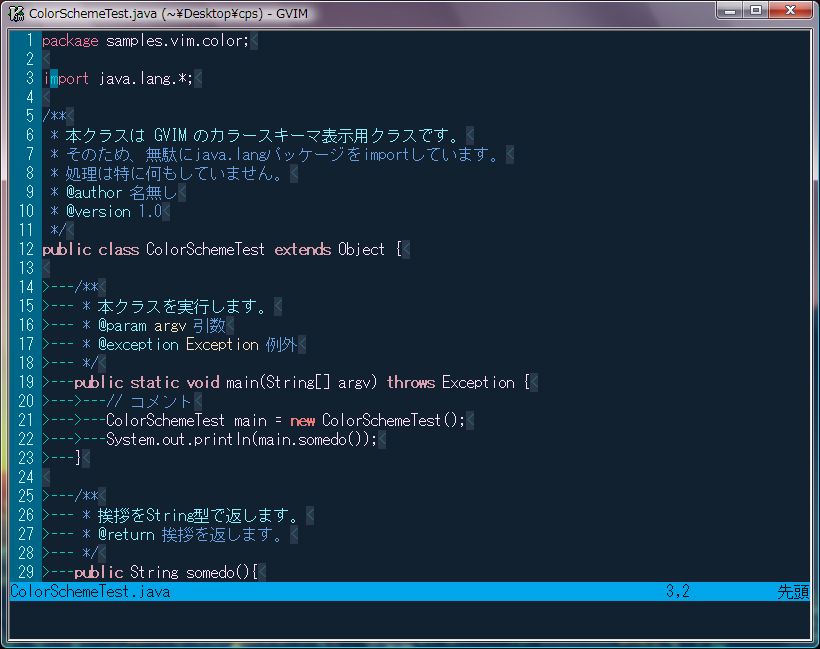 ColorSchemeTest.java (~¥Desktop¥cps) - GVIM
1 package samples.vim.color;<
2 <
3 import java.lang.*;<
4 <
5 /**<
6  * 本クラスは GVIM のカラースキーマ表示用クラスです。<
7  * そのため、無駄にjava.langパッケージをimportしています。<
8  * 処理は特に何もしていません。<
9  * @author 名無し<
10  * @version 1.0<
11  */<
12 public class ColorSchemeTest extends Object {<
13 <
14 >---/**<
15 >--- * 本クラスを実行します。<
16 >--- * @param argv 引数<
17 >--- * @exception Exception 例外<
18 >--- */<
19 >---public static void main(String[] argv) throws Exception {<
20 >--->---// コメント<
21 >--->---ColorSchemeTest main = new ColorSchemeTest();<
22 >--->---System.out.println(main.somedo());<
23 >---}<
24 <
25 >---/**<
26 >--- * 挨拶をString型で返します。<
27 >--- * @return 挨拶を返します。<
28 >--- */<
29 >---public String somedo(){<
ColorSchemeTest.java 3,2 先頭